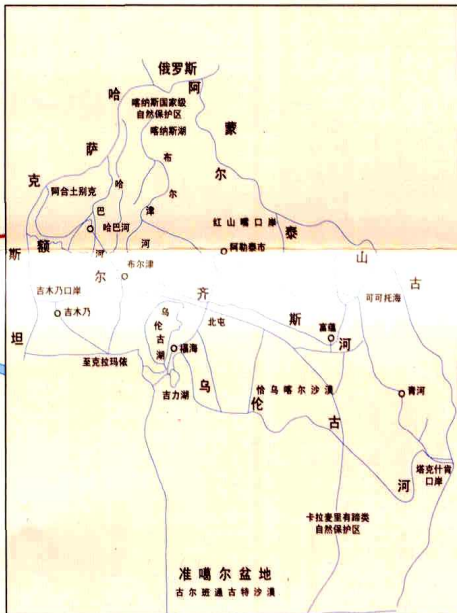 俄罗斯
哈萨克斯坦
阿尔泰山
蒙古
喀纳斯国家级
自然保护区
喀纳斯湖
布尔津河
哈巴河
阿合土别克
哈巴河
红山嘴口岸
阿勒泰布
额尔齐斯河
布尔津
吉木乃口岸
吉木乃
可可托海
乌伦古湖
北屯
富蕴
福海
至克拉玛依
吉力湖
恰乌喀尔沙漠
青河
乌伦古河
塔克什肯
口岸
卡拉麦里有蹄类
自然保护区
准噶尔盆地
古尔班通古特沙漠